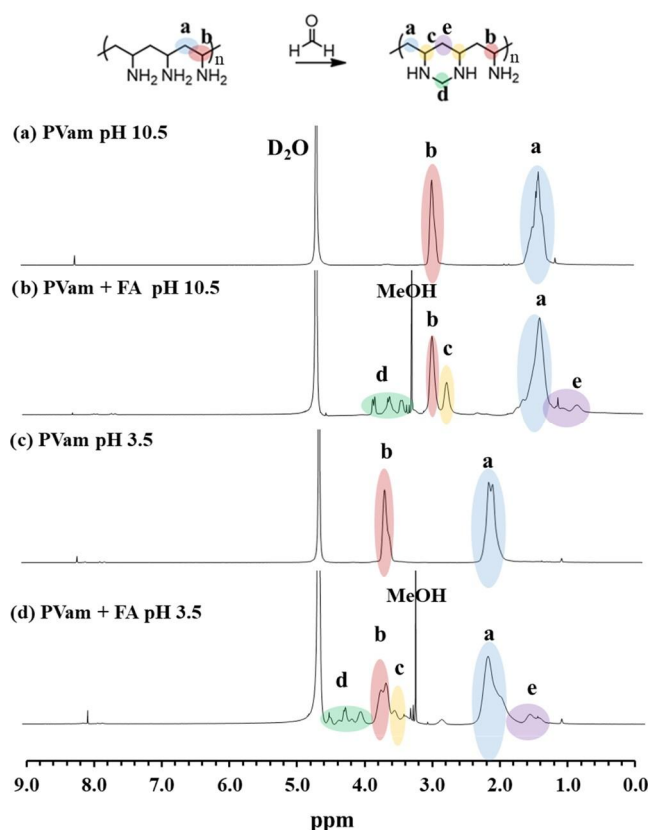 a
b
n
NH₂ NH₂ NH₂
O
H H
a c e b
n
HN HN NH₂
d
(a) PVam pH 10.5
D₂O
b
a
(b) PVam + FA pH 10.5
MeOH
a
b
c
d
e
(c) PVam pH 3.5
b
a
(d) PVam + FA pH 3.5
MeOH
b
a
c
d
e
9.0 8.0 7.0 6.0 5.0 4.0 3.0 2.0 1.0 0.0
ppm